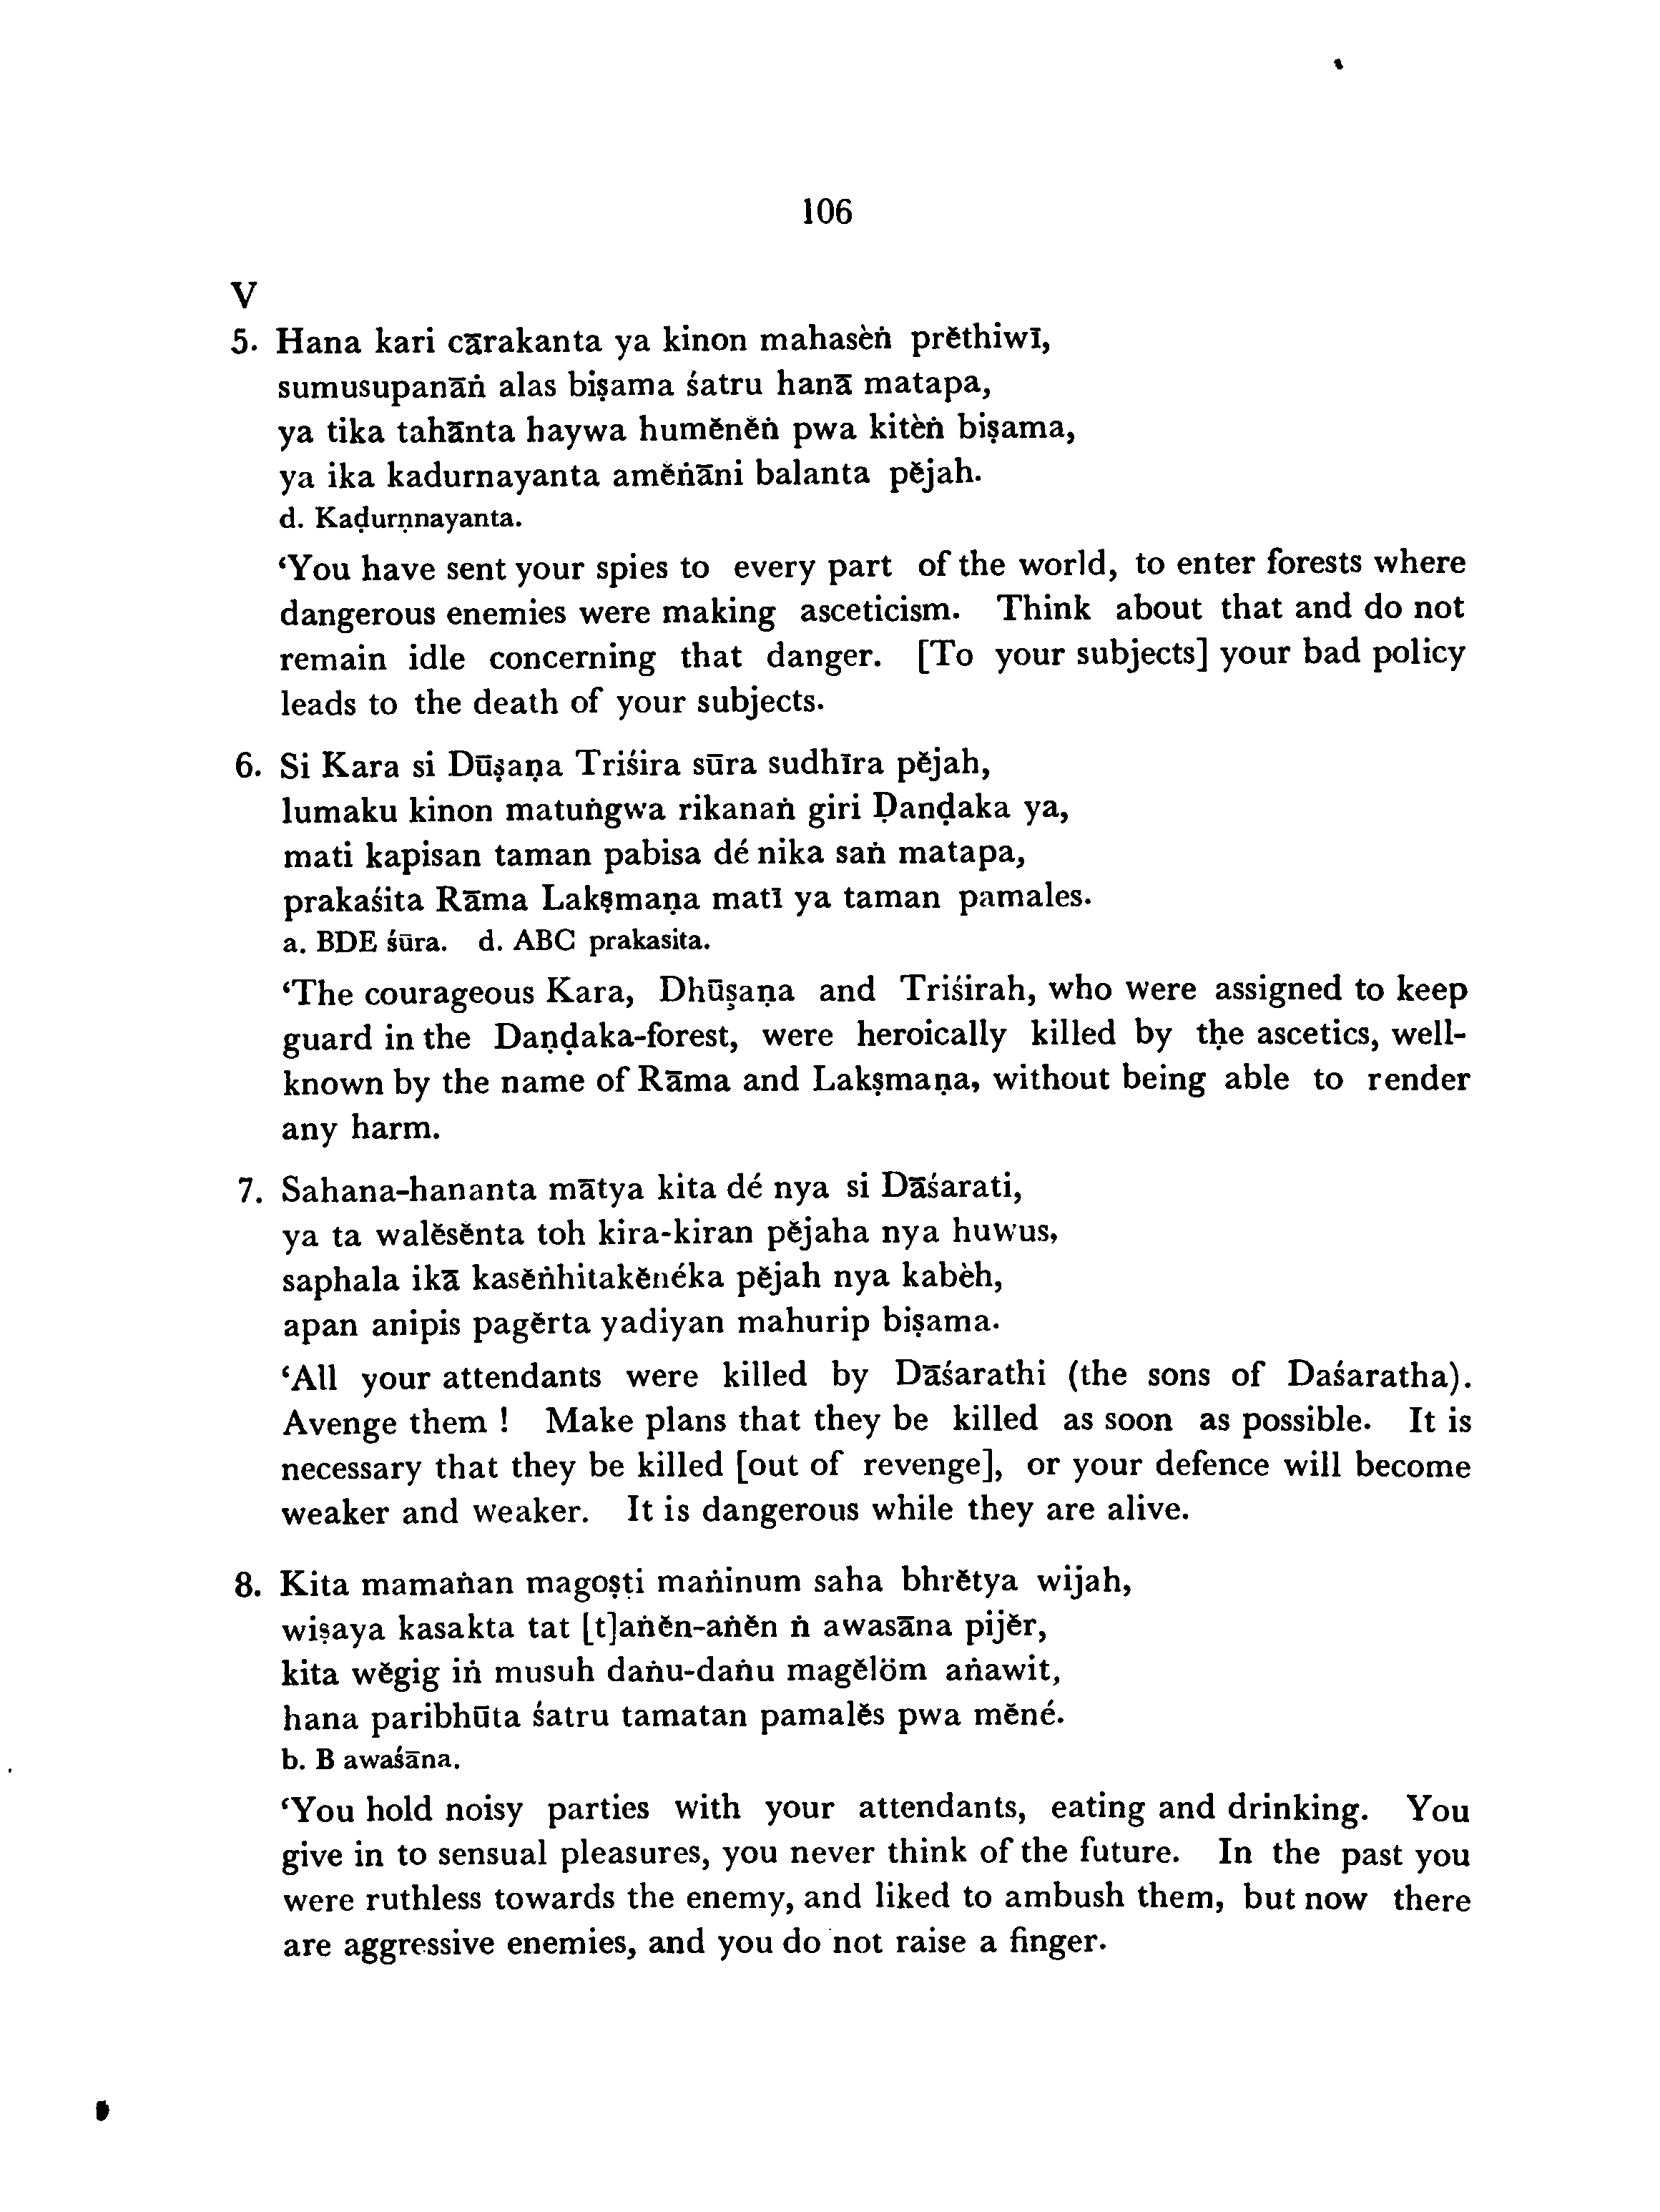 106
V
5. Hana kari cārakanta ya kinon mahasèṅ prĕthiwī,
sumusupanāṅ alas biṣama śatru hanā matapa,
ya tika tahānta haywa humĕnĕṅ pwa kitèṅ biṣama,
ya ika kadurnayanta amĕṅāni balanta pĕjah.
d. Kaḍurṇnayanta.
‘You have sent your spies to every part of the world, to enter forests where
dangerous enemies were making asceticism. Think about that and do not
remain idle concerning that danger. [To your subjects] your bad policy
leads to the death of your subjects.
6. Si Kara si Dūṣaṇa Triśira sūra sudhīra pĕjah,
lumaku kinon matuṅgwa rikanaṅ giri Ḍanḍaka ya,
mati kapisan taman pabisa dé nika saṅ matapa,
prakaśita Rāma Lakṣmaṇa matī ya taman pamales.
a. BDE śūra. d. ABC prakasita.
‘The courageous Kara, Dhūṣaṇa and Triśirah, who were assigned to keep
guard in the Daṇḍaka-forest, were heroically killed by tḥe ascetics, well-
known by the name of Rāma and Lakṣmaṇa, without being able to render
any harm.
7. Sahana-hananta mātya kita dé nya si Dāśarati,
ya ta walĕsĕnta toh kira-kiran pĕjaha nya huwus,
saphala ikā kasĕṅhitakĕnéka pĕjah nya kabèh,
apan anipis pagĕrta yadiyan mahurip biṣama.
‘All your attendants were killed by Dāśarathi (the sons of Daśaratha).
Avenge them ! Make plans that they be killed as soon as possible. It is
necessary that they be killed [out of revenge], or your defence will become
weaker and weaker. It is dangerous while they are alive.
8. Kita mamaṅan magoṣṭi maṅinum saha bhrĕtya wijah,
wiṣaya kasakta tat [t]aṅĕn-aṅĕn ṅ awasāna pijĕr,
kita wĕgig iṅ musuh daṅu-daṅu magĕlöm aṅawit,
hana paribhūta śatru tamatan pamalĕs pwa mĕné.
b. B awaśāna.
‘You hold noisy parties with your attendants, eating and drinking. You
give in to sensual pleasures, you never think of the future. In the past you
were ruthless towards the enemy, and liked to ambush them, but now there
are aggressive enemies, and you do not raise a finger.